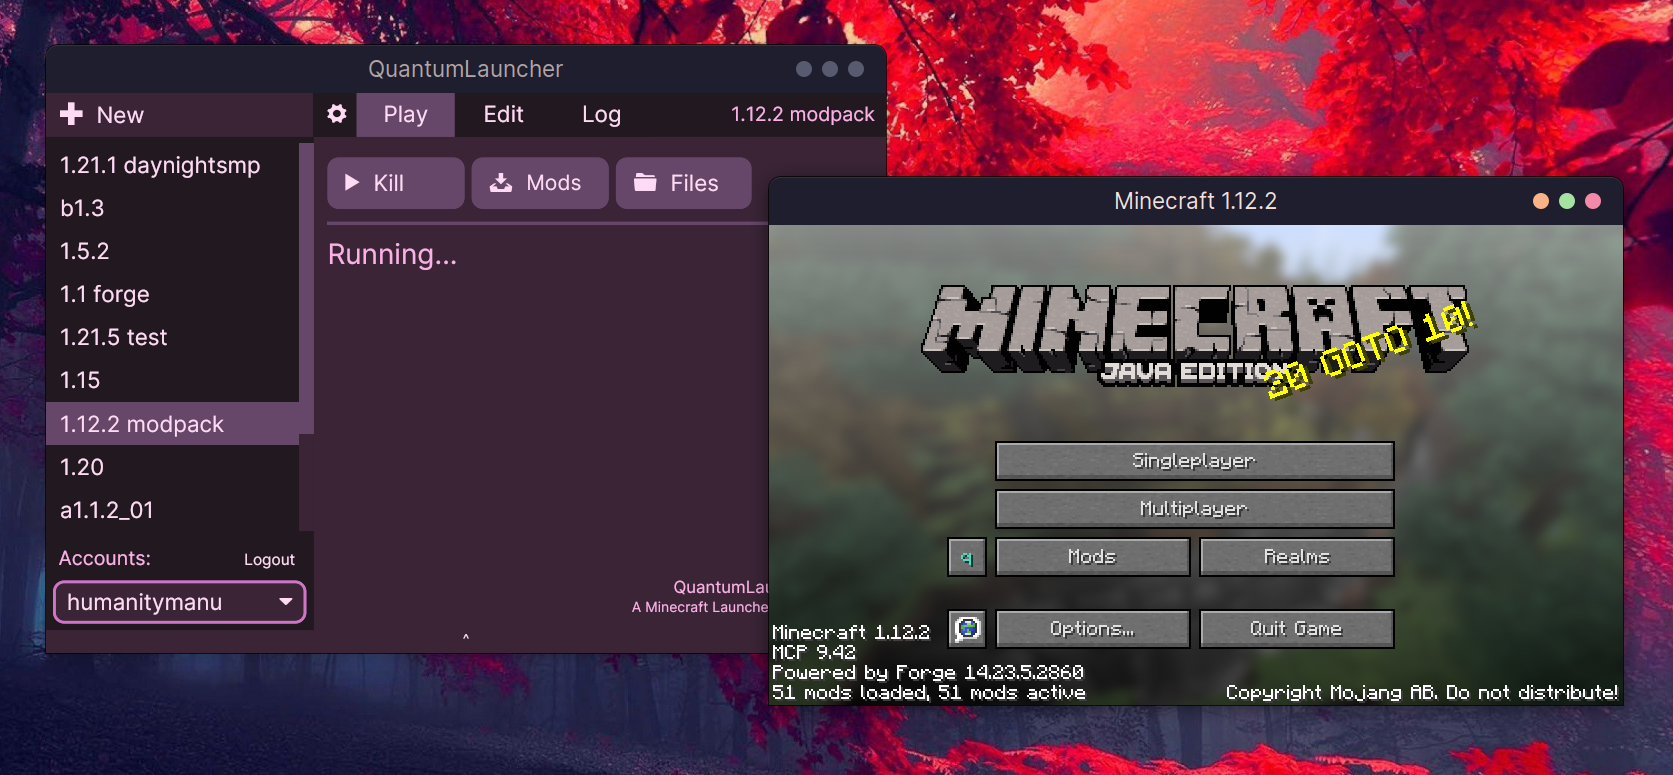 QuantumLauncher
New
Play
Edit
Log
1.12.2 modpack
1.21.1 daynightsmp
b1.3
1.5.2
1.1 forge
1.21.5 test
1.15
1.12.2 modpack
1.20
a1.1.2_01
Accounts:
Logout
humanitymanu
Kill
Mods
Files
Running...
QuantumLau
A Minecraft Launche
^
Minecraft 1.12.2
MINECRAFT
JAVA EDITION
20 GOTO 10!
Singleplayer
Multiplayer
q
Mods
Realms
Options...
Quit Game
Minecraft 1.12.2
MCP 9.42
Powered by Forge 14.23.5.2860
51 mods loaded, 51 mods active
Copyright Mojang AB. Do not distribute!